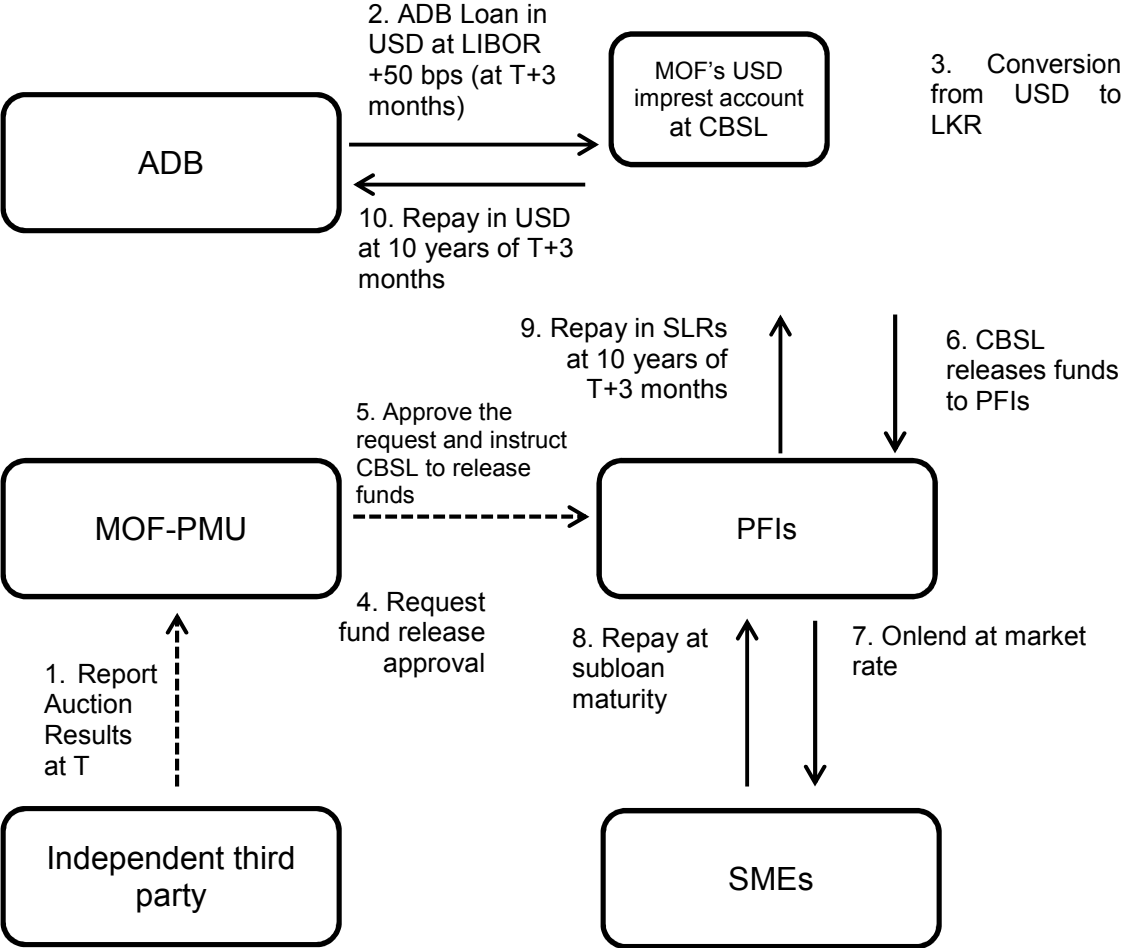 2. ADB Loan in
USD at LIBOR
+50 bps (at T+3
months)
MOF's USD
imprest account
at CBSL
3. Conversion
from USD to
LKR
ADB
10. Repay in USD
at 10 years of T+3
months
9. Repay in SLRs
at 10 years of
T+3 months
6. CBSL
releases funds
to PFIs
5. Approve the
request and instruct
CBSL to release
funds
MOF-PMU
PFIs
4. Request
fund release
approval
8. Repay at
subloan
maturity
7. Onlend at market
rate
1. Report
Auction
Results
at T
Independent third
party
SMEs